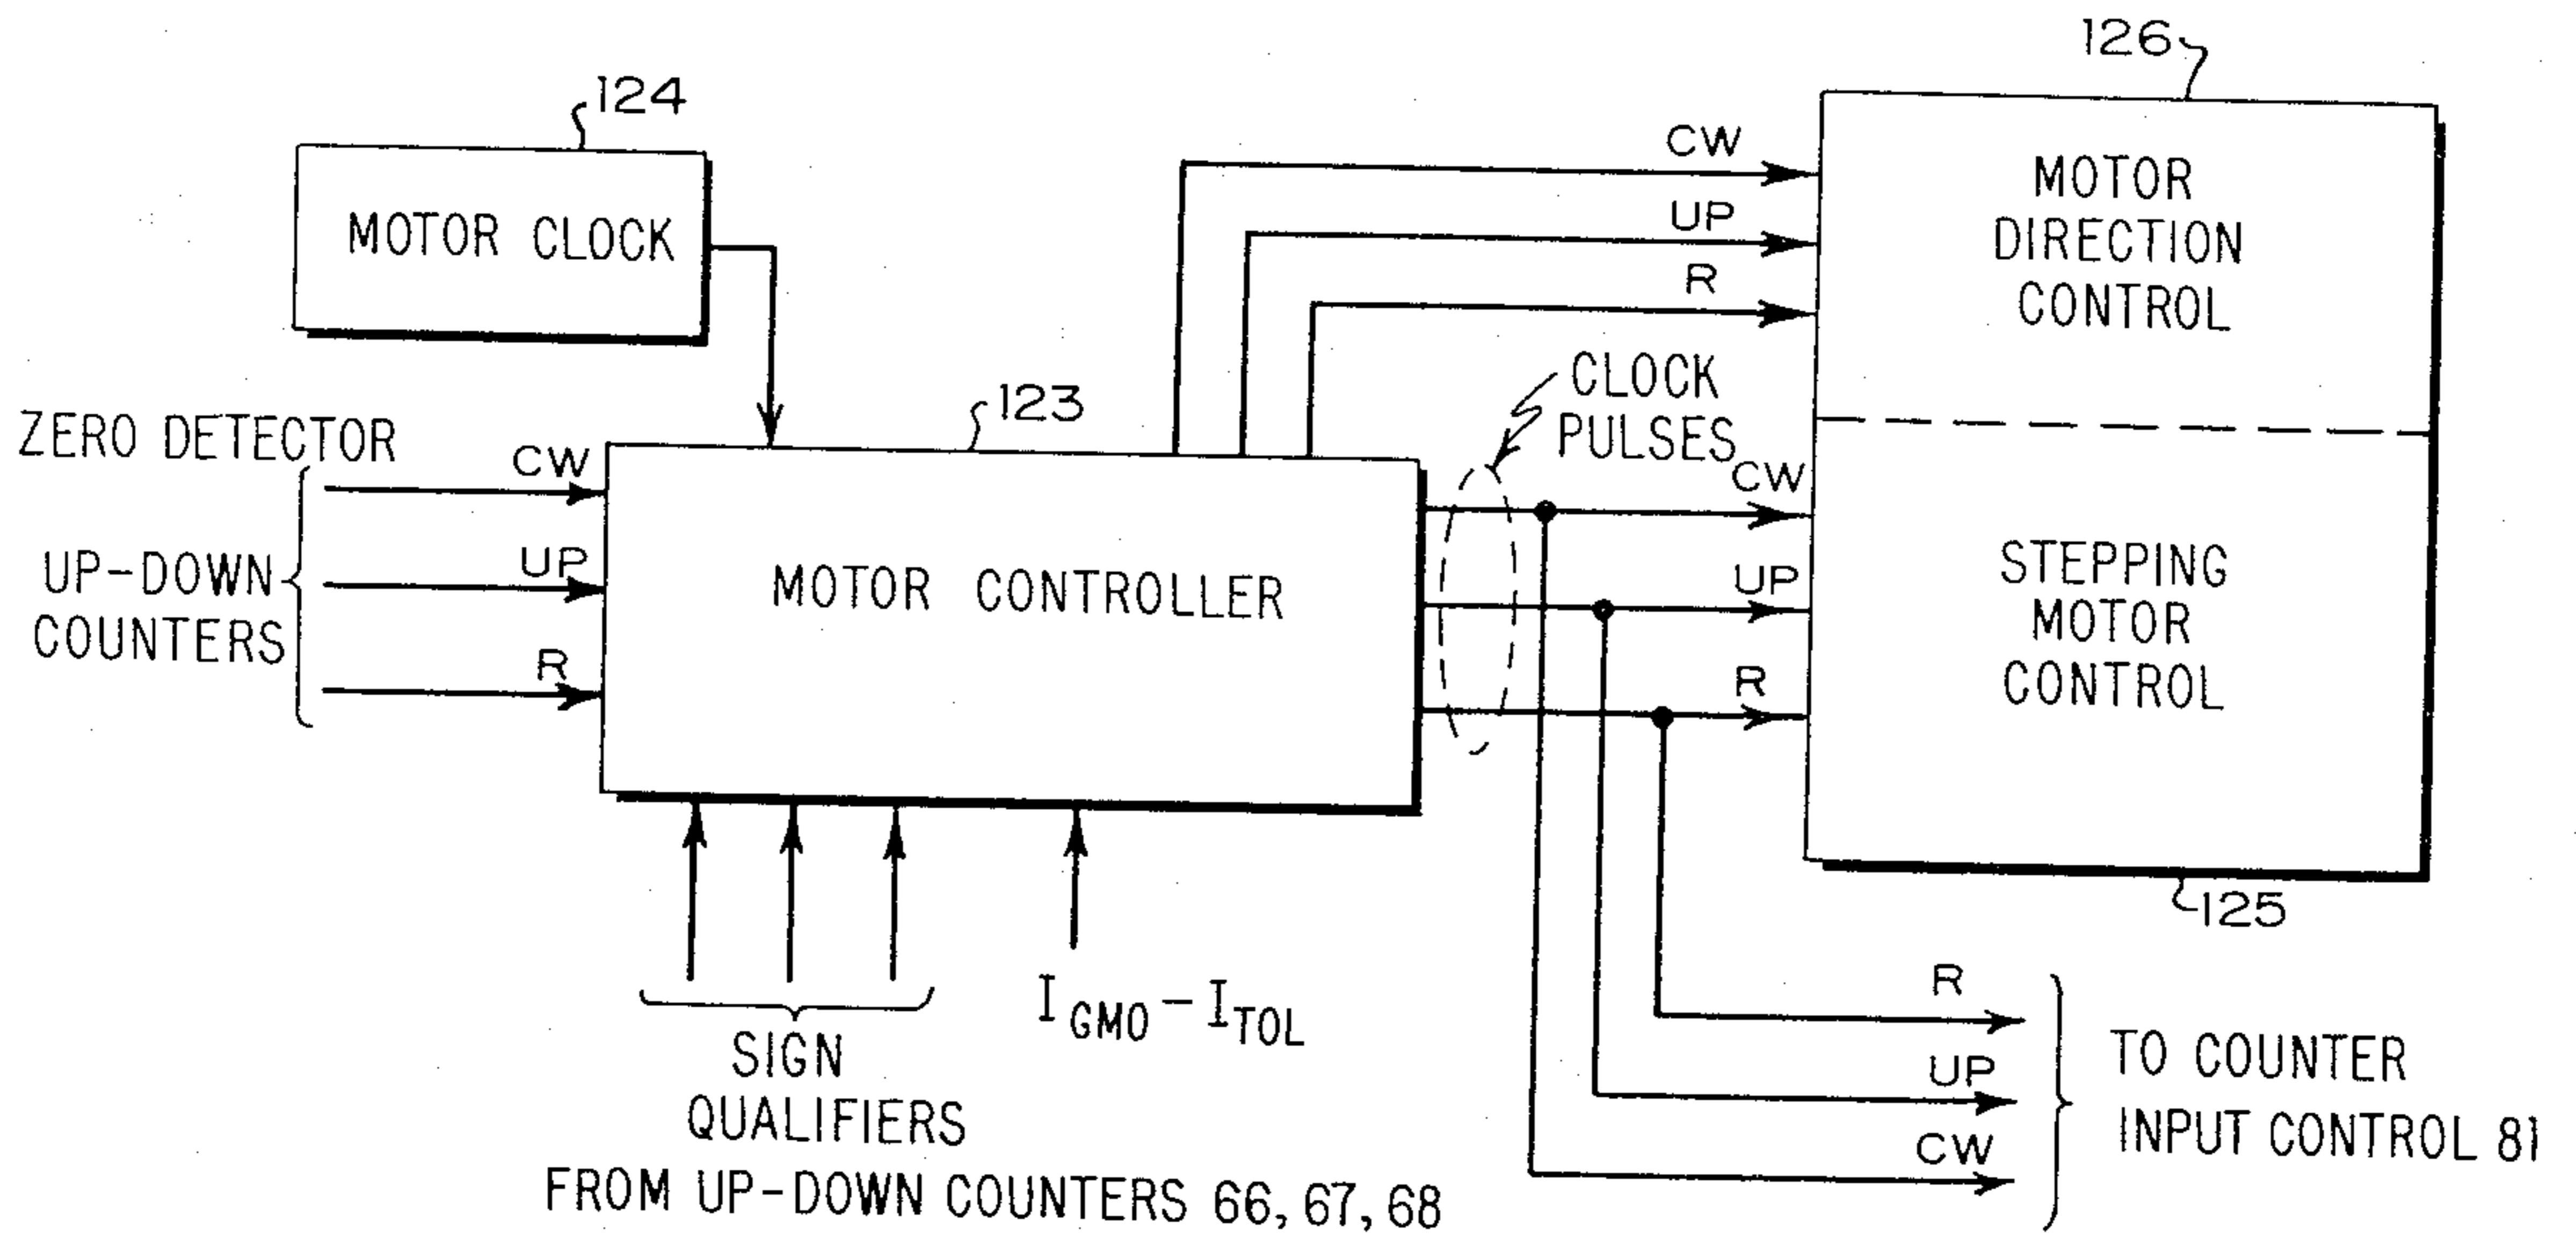 126
124
CW
MOTOR
DIRECTION
CONTROL
MOTOR CLOCK
UP
R
CLOCK
PULSES
123
ZERO DETECTOR
CW
UP-DOWN
COUNTERS
UP
R
MOTOR CONTROLLER
CW
UP
R
STEPPING
MOTOR
CONTROL
125
I GMO - I TOL
SIGN
QUALIFIERS
FROM UP-DOWN COUNTERS 66, 67, 68
R
UP
CW
TO COUNTER
INPUT CONTROL 81